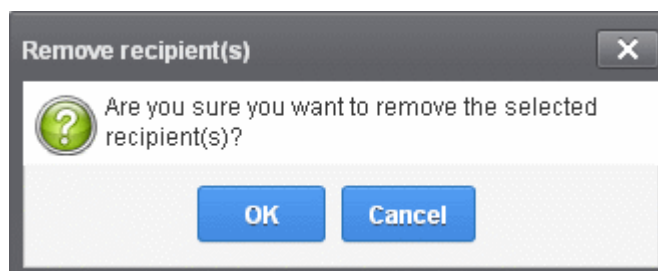 Remove recipient(s)
Are you sure you want to remove the selected
recipient(s)?
OK Cancel